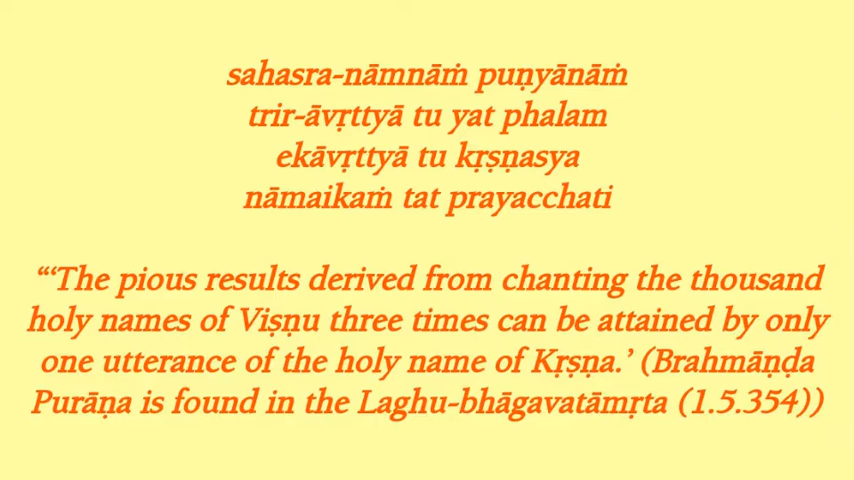 sahasra-nāmnāṁ puṇyānāṁ
trir-āvṛttyā tu yat phalam
ekāvṛttyā tu kṛṣṇasya
nāmaikaṁ tat prayacchati
“‘The pious results derived from chanting the thousand
holy names of Viṣṇu three times can be attained by only
one utterance of the holy name of Kṛṣṇa.’ (Brahmāṇḍa
Purāṇa is found in the Laghu-bhāgavatāmṛta (1.5.354))